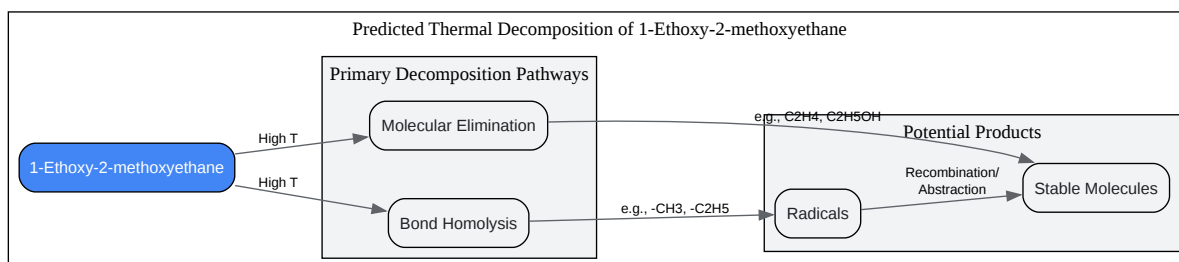 Predicted Thermal Decomposition of 1-Ethoxy-2-methoxyethane
Primary Decomposition Pathways
Potential Products
1-Ethoxy-2-methoxyethane
High T
High T
Molecular Elimination
Bond Homolysis
e.g., C2H4, C2H5OH
e.g., -CH3, -C2H5
Radicals
Recombination/
Abstraction
Stable Molecules